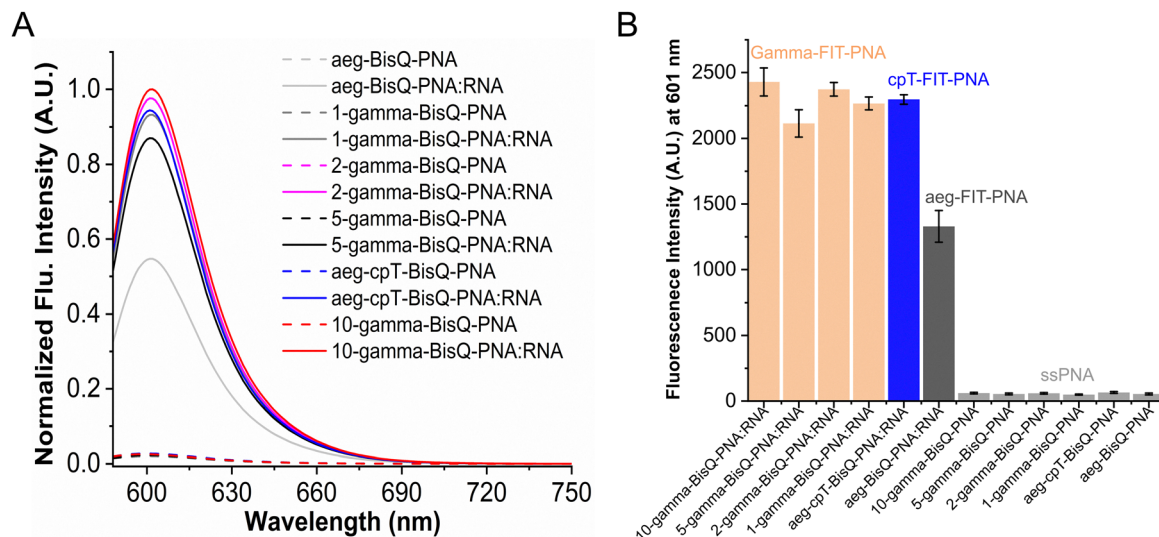 A
Normalized Flu. Intensity (A.U.)
1.0
0.8
0.6
0.4
0.2
0.0
600
630
660
690
720
750
Wavelength (nm)
aeg-BisQ-PNA
aeg-BisQ-PNA:RNA
1-gamma-BisQ-PNA
1-gamma-BisQ-PNA:RNA
2-gamma-BisQ-PNA
2-gamma-BisQ-PNA:RNA
5-gamma-BisQ-PNA
5-gamma-BisQ-PNA:RNA
aeg-cpT-BisQ-PNA
aeg-cpT-BisQ-PNA:RNA
10-gamma-BisQ-PNA
10-gamma-BisQ-PNA:RNA
B
Fluorescenece Intensity (A.U.) at 601 nm
2500
2000
1500
1000
500
0
Gamma-FIT-PNA
cpT-FIT-PNA
aeg-FIT-PNA
ssPNA
10-gamma-BisQ-PNA:RNA
5-gamma-BisQ-PNA:RNA
2-gamma-BisQ-PNA:RNA
1-gamma-BisQ-PNA:RNA
aeg-cpT-BisQ-PNA:RNA
aeg-BisQ-PNA:RNA
10-gamma-BisQ-PNA
5-gamma-BisQ-PNA
2-gamma-BisQ-PNA
1-gamma-BisQ-PNA
aeg-cpT-BisQ-PNA
aeg-BisQ-PNA